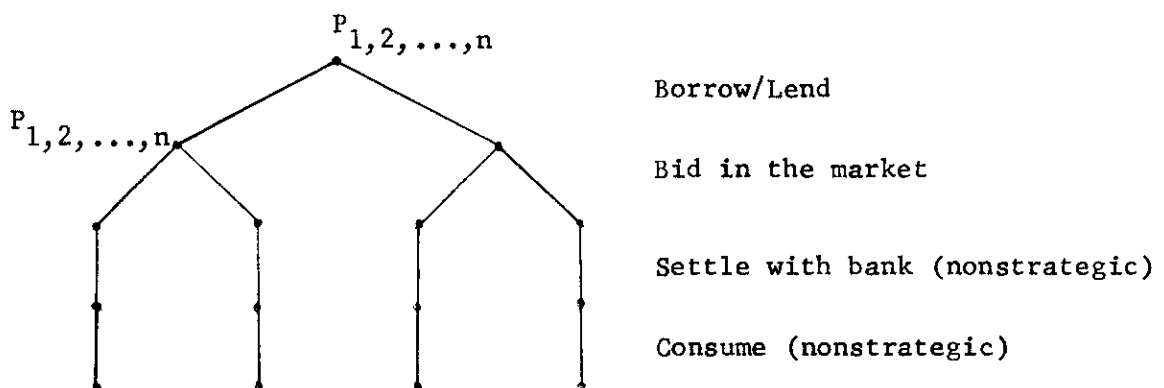 P1,2,...,n
Borrow/Lend
P1,2,...,n
Bid in the market
Settle with bank (nonstrategic)
Consume (nonstrategic)